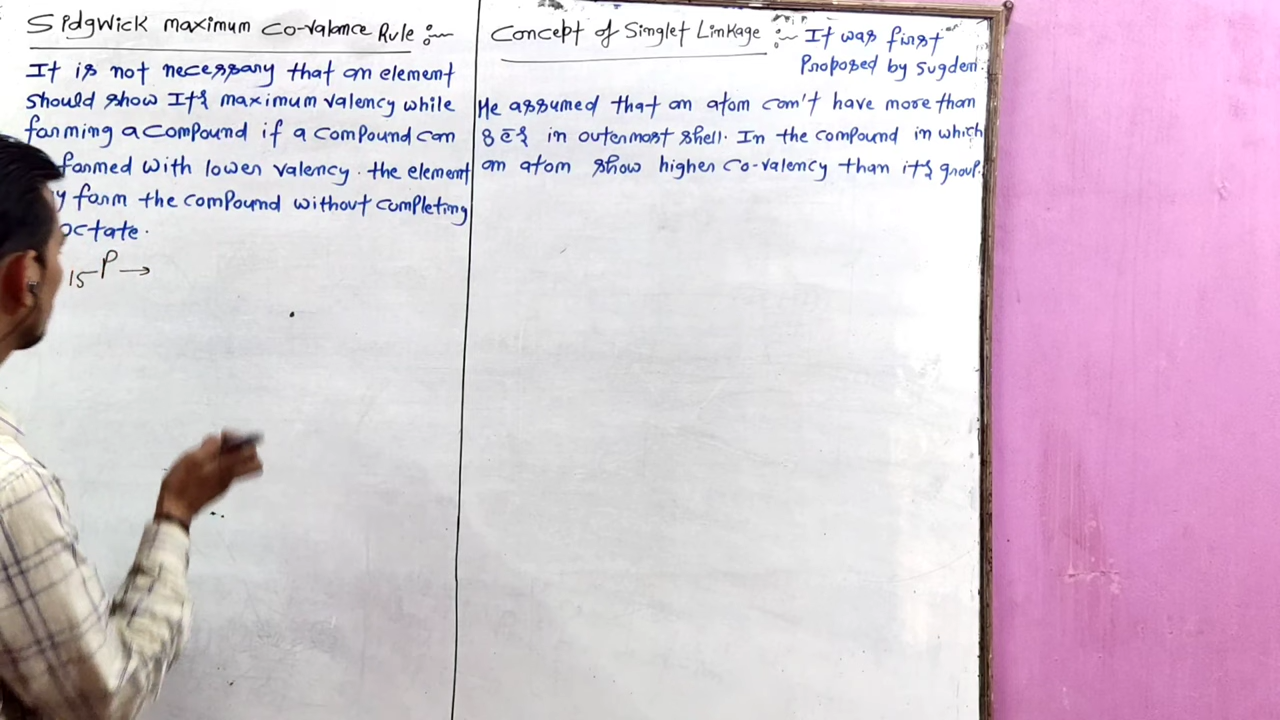 Sidgwick maximum Co-valance Rule :-
It is not necessary that an element
should show It's maximum valency while
forming a compound if a compound can
formed with lower valency. the element
y form the compound without completing
octate.
15P →
Concept of Singlet Linkage :- It was first
Proposed by Sugden.
He assumed that an atom can't have more than
8 ē's in outermost shell. In the compound in which
an atom show higher co-valency than it's group.